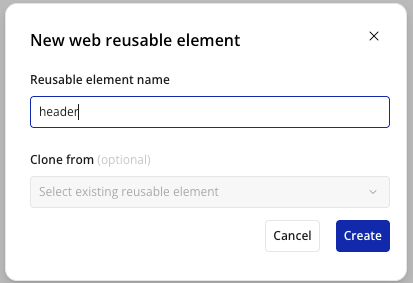 New web reusable element
Reusable element name
header
Clone from (optional)
Select existing reusable element
Cancel
Create